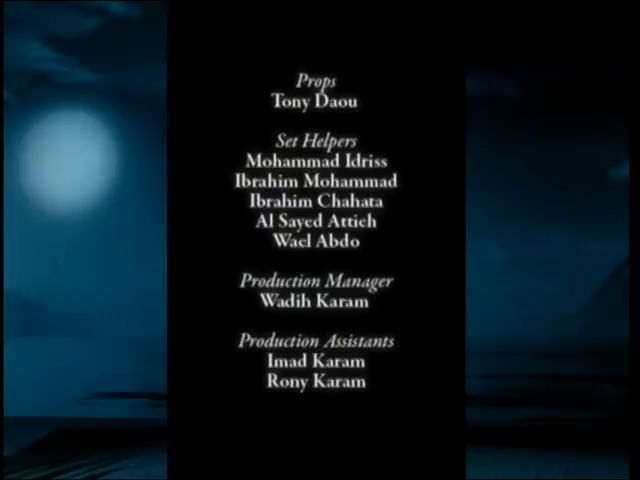 Props
Tony Daou
Set Helpers
Mohammad Idriss
Ibrahim Mohammad
Ibrahim Chahata
Al Sayed Attieh
Wael Abdo
Production Manager
Wadih Karam
Production Assistants
Imad Karam
Rony Karam